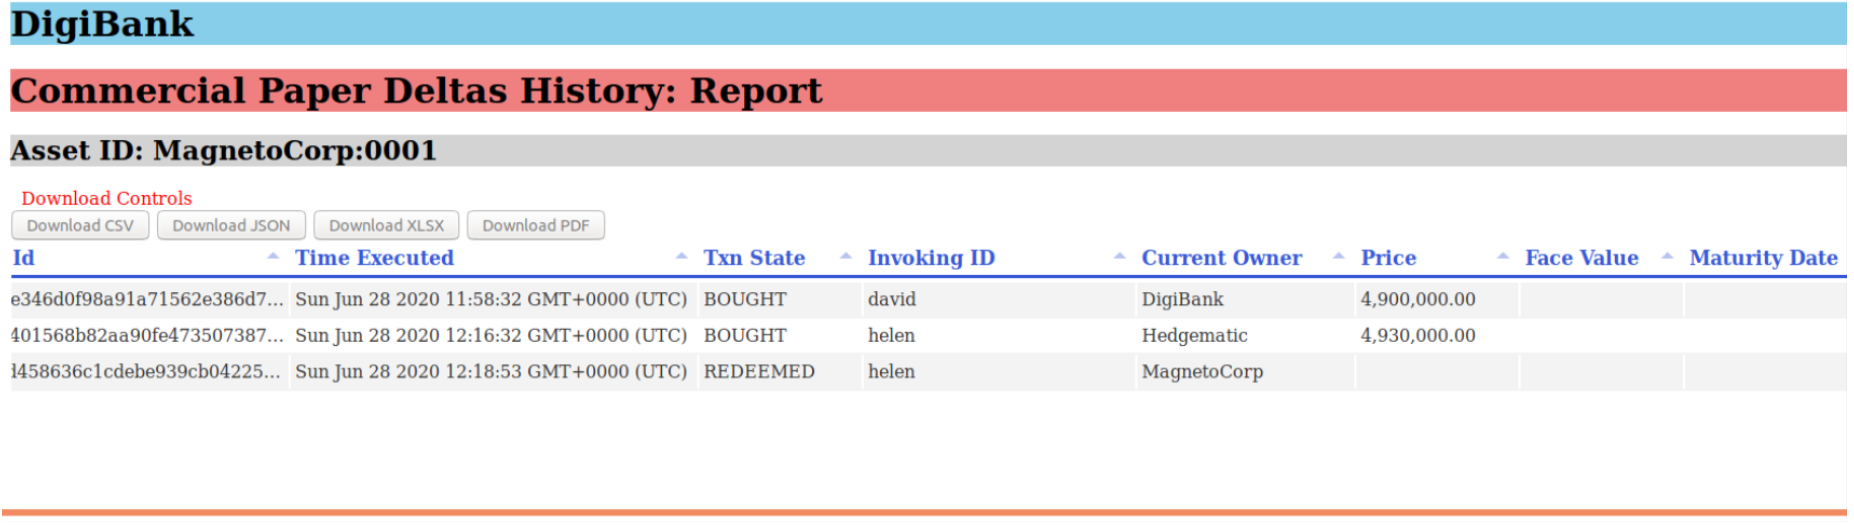 DigiBank
Commercial Paper Deltas History: Report
Asset ID: MagnetoCorp:0001
Download Controls
Download CSV Download JSON Download XLSX Download PDF
Id Time Executed Txn State Invoking ID Current Owner Price Face Value Maturity Date
e346d0f98a91a71562e386d7... Sun Jun 28 2020 11:58:32 GMT+0000 (UTC) BOUGHT david DigiBank 4,900,000.00
401568b82aa90fe473507387... Sun Jun 28 2020 12:16:32 GMT+0000 (UTC) BOUGHT helen Hedgematic 4,930,000.00
d458636c1cdebe939cb04225... Sun Jun 28 2020 12:18:53 GMT+0000 (UTC) REDEEMED helen MagnetoCorp